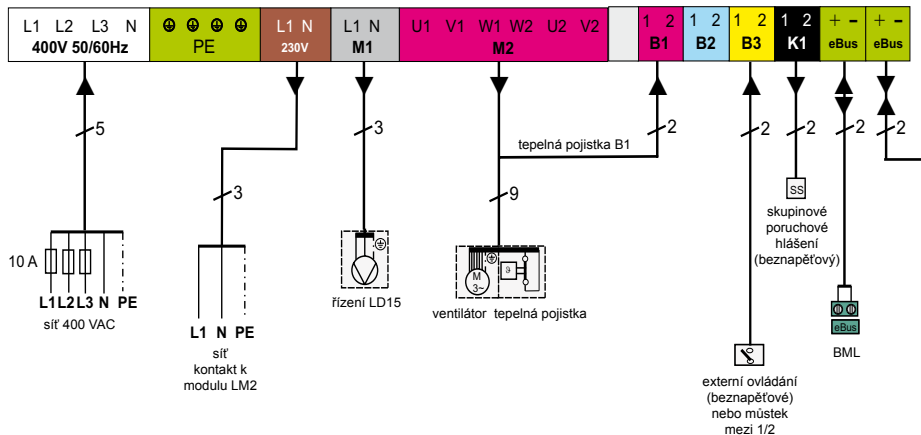 L1 L2 L3 N
400V 50/60Hz
PE
L1 N
230V
L1 N
M1
U1 V1 W1 W2 U2 V2
M2
1 2
B1
1 2
B2
1 2
B3
1 2
K1
+ -
eBus
+ -
eBus
5
3
2
2
2
2
2
tepelná pojistka B1
3
9
SS
skupinové
poruchové
hlášení
(beznapěťový)
10 A
L1 L2 L3 N PE
síť 400 VAC
L1 N PE
síť
kontakt k
modulu LM2
řízení LD15
M
3~
ϑ
ventilátor tepelná pojistka
eBus
BML
externí ovládání
(beznapěťové)
nebo můstek
mezi 1/2